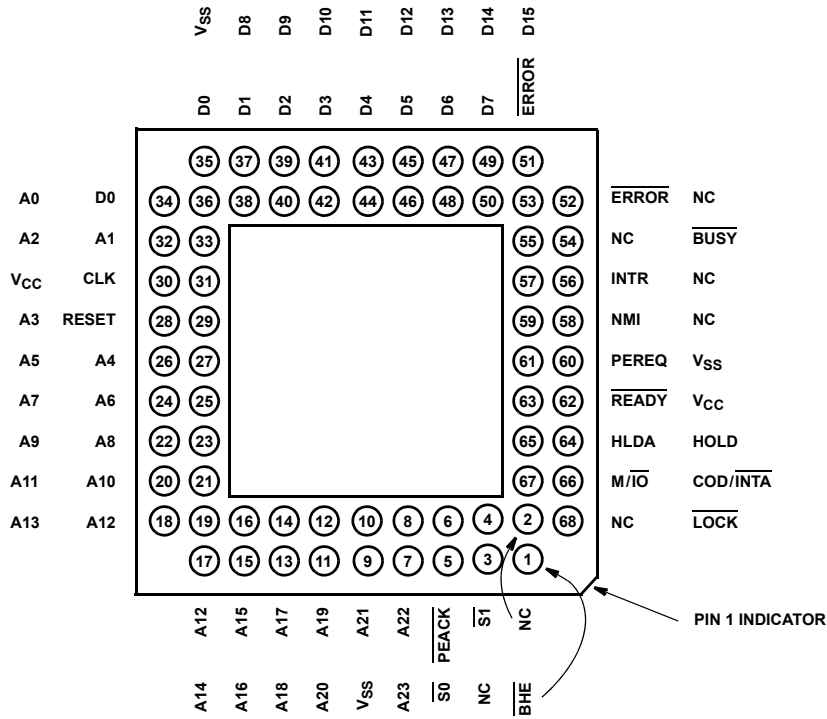 VSS D8 D9 D10 D11 D12 D13 D14 D15
D0 D1 D2 D3 D4 D5 D6 D7 ERROR
35 37 39 41 43 45 47 49 51
A0 D0 34 36 38 40 42 44 46 48 50 53 52 ERROR NC
A2 A1 32 33 55 54 NC BUSY
VCC CLK 30 31 57 56 INTR NC
A3 RESET 28 29 59 58 NMI NC
A5 A4 26 27 61 60 PEREQ VSS
A7 A6 24 25 63 62 READY VCC
A9 A8 22 23 65 64 HLDA HOLD
A11 A10 20 21 67 66 M/IO COD/INTA
A13 A12 18 19 16 14 12 10 8 6 4 2 68 NC LOCK
17 15 13 11 9 7 5 3 1
A12 A15 A17 A19 A21 A22 PEACK S1 NC
PIN 1 INDICATOR
A14 A16 A18 A20 VSS A23 S0 NC BHE